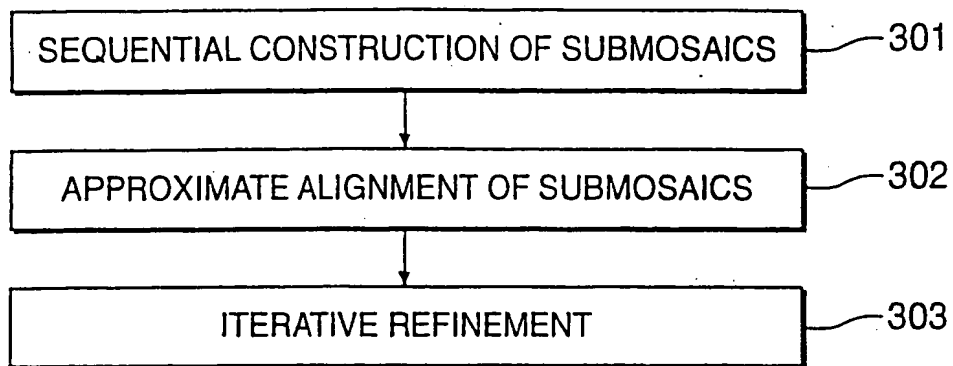 SEQUENTIAL CONSTRUCTION OF SUBMOSAICS
301
APPROXIMATE ALIGNMENT OF SUBMOSAICS
302
ITERATIVE REFINEMENT
303